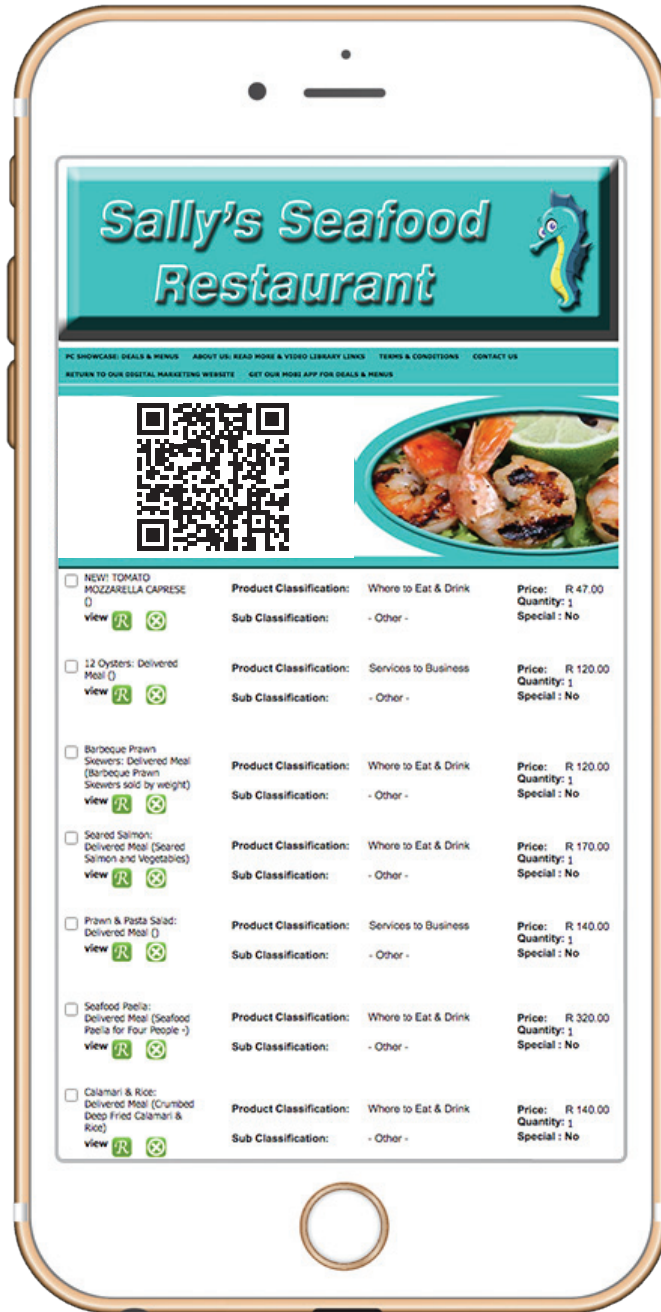 Sally's Seafood
Restaurant
PC SHOWCASE: DEALS & MENUS ABOUT US: READ MORE & VIDEO LIBRARY LINKS TERMS & CONDITIONS CONTACT US
RETURN TO OUR DIGITAL MARKETING WEBSITE GET OUR MOBI APP FOR DEALS & MENUS
NEW! TOMATO
MOZZARELLA CAPRESE
()
view R
Product Classification: Where to Eat & Drink
Sub Classification: - Other -
Price: R 47.00
Quantity: 1
Special : No
12 Oysters: Delivered
Meal ()
view R
Product Classification: Services to Business
Sub Classification: - Other -
Price: R 120.00
Quantity: 1
Special : No
Barbeque Prawn
Skewers: Delivered Meal
(Barbeque Prawn
Skewers sold by weight)
view R
Product Classification: Where to Eat & Drink
Sub Classification: - Other -
Price: R 120.00
Quantity: 1
Special : No
Seared Salmon:
Delivered Meal (Seared
Salmon and Vegetables)
view R
Product Classification: Where to Eat & Drink
Sub Classification: - Other -
Price: R 170.00
Quantity: 1
Special : No
Prawn & Pasta Salad:
Delivered Meal ()
view R
Product Classification: Services to Business
Sub Classification: - Other -
Price: R 140.00
Quantity: 1
Special : No
Seafood Paella:
Delivered Meal (Seafood
Paella for Four People -)
view R
Product Classification: Where to Eat & Drink
Sub Classification: - Other -
Price: R 320.00
Quantity: 1
Special : No
Calamari & Rice:
Delivered Meal (Crumbed
Deep Fried Calamari &
Rice)
view R
Product Classification: Where to Eat & Drink
Sub Classification: - Other -
Price: R 140.00
Quantity: 1
Special : No